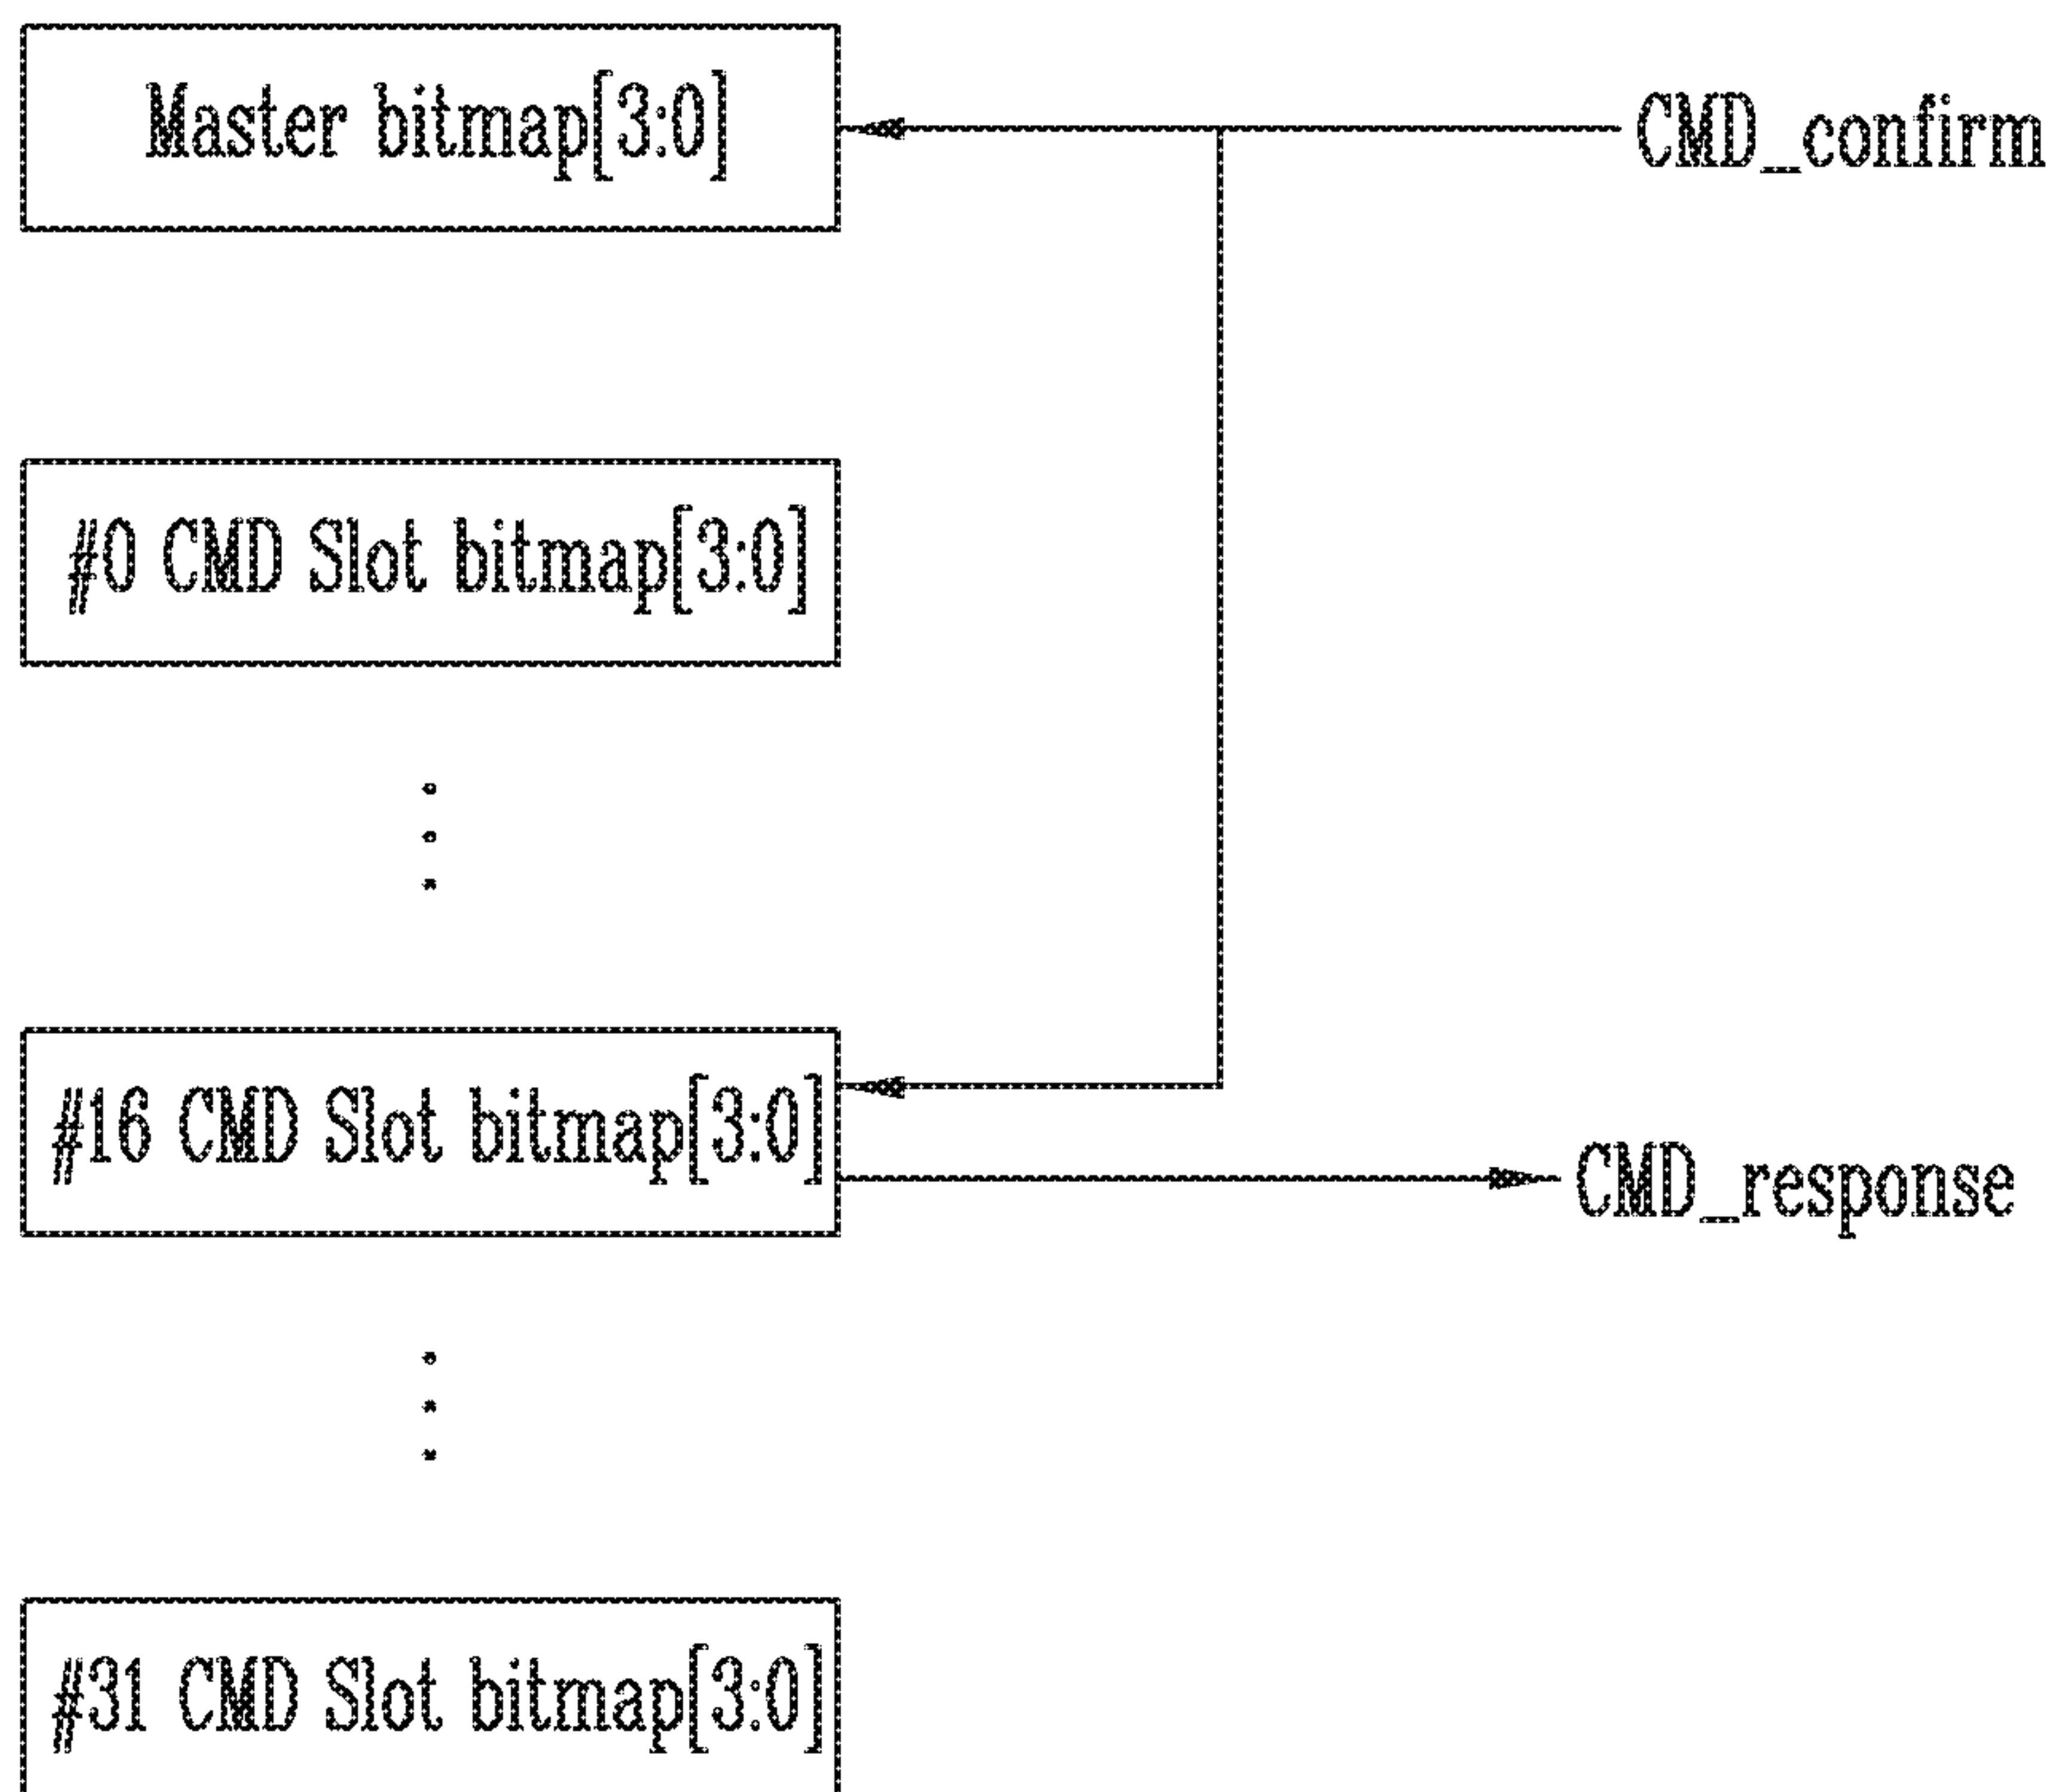 Master bitmap[3:0]
CMD_confirm
#0 CMD Slot bitmap[3:0]
#16 CMD Slot bitmap[3:0]
CMD_response
#31 CMD Slot bitmap[3:0]